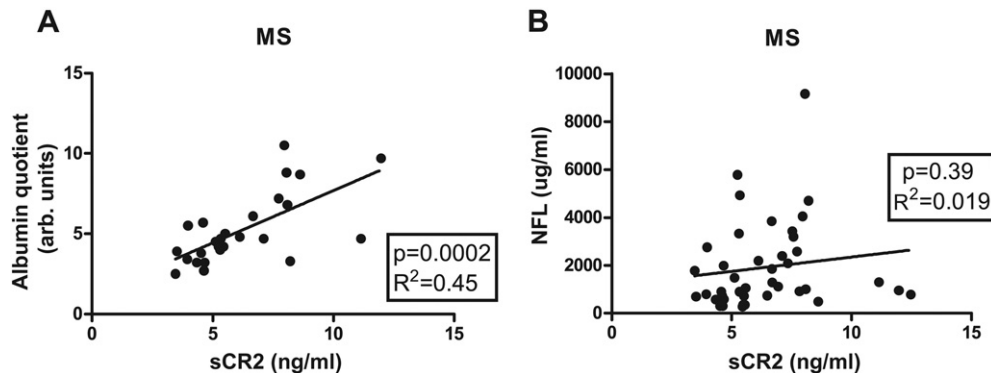 A
MS
Albumin quotient
(arb. units)
15
10
5
0
0
5
10
15
sCR2 (ng/ml)
p=0.0002
R²=0.45
B
MS
NFL (ug/ml)
10000
8000
6000
4000
2000
0
0
5
10
15
sCR2 (ng/ml)
p=0.39
R²=0.019